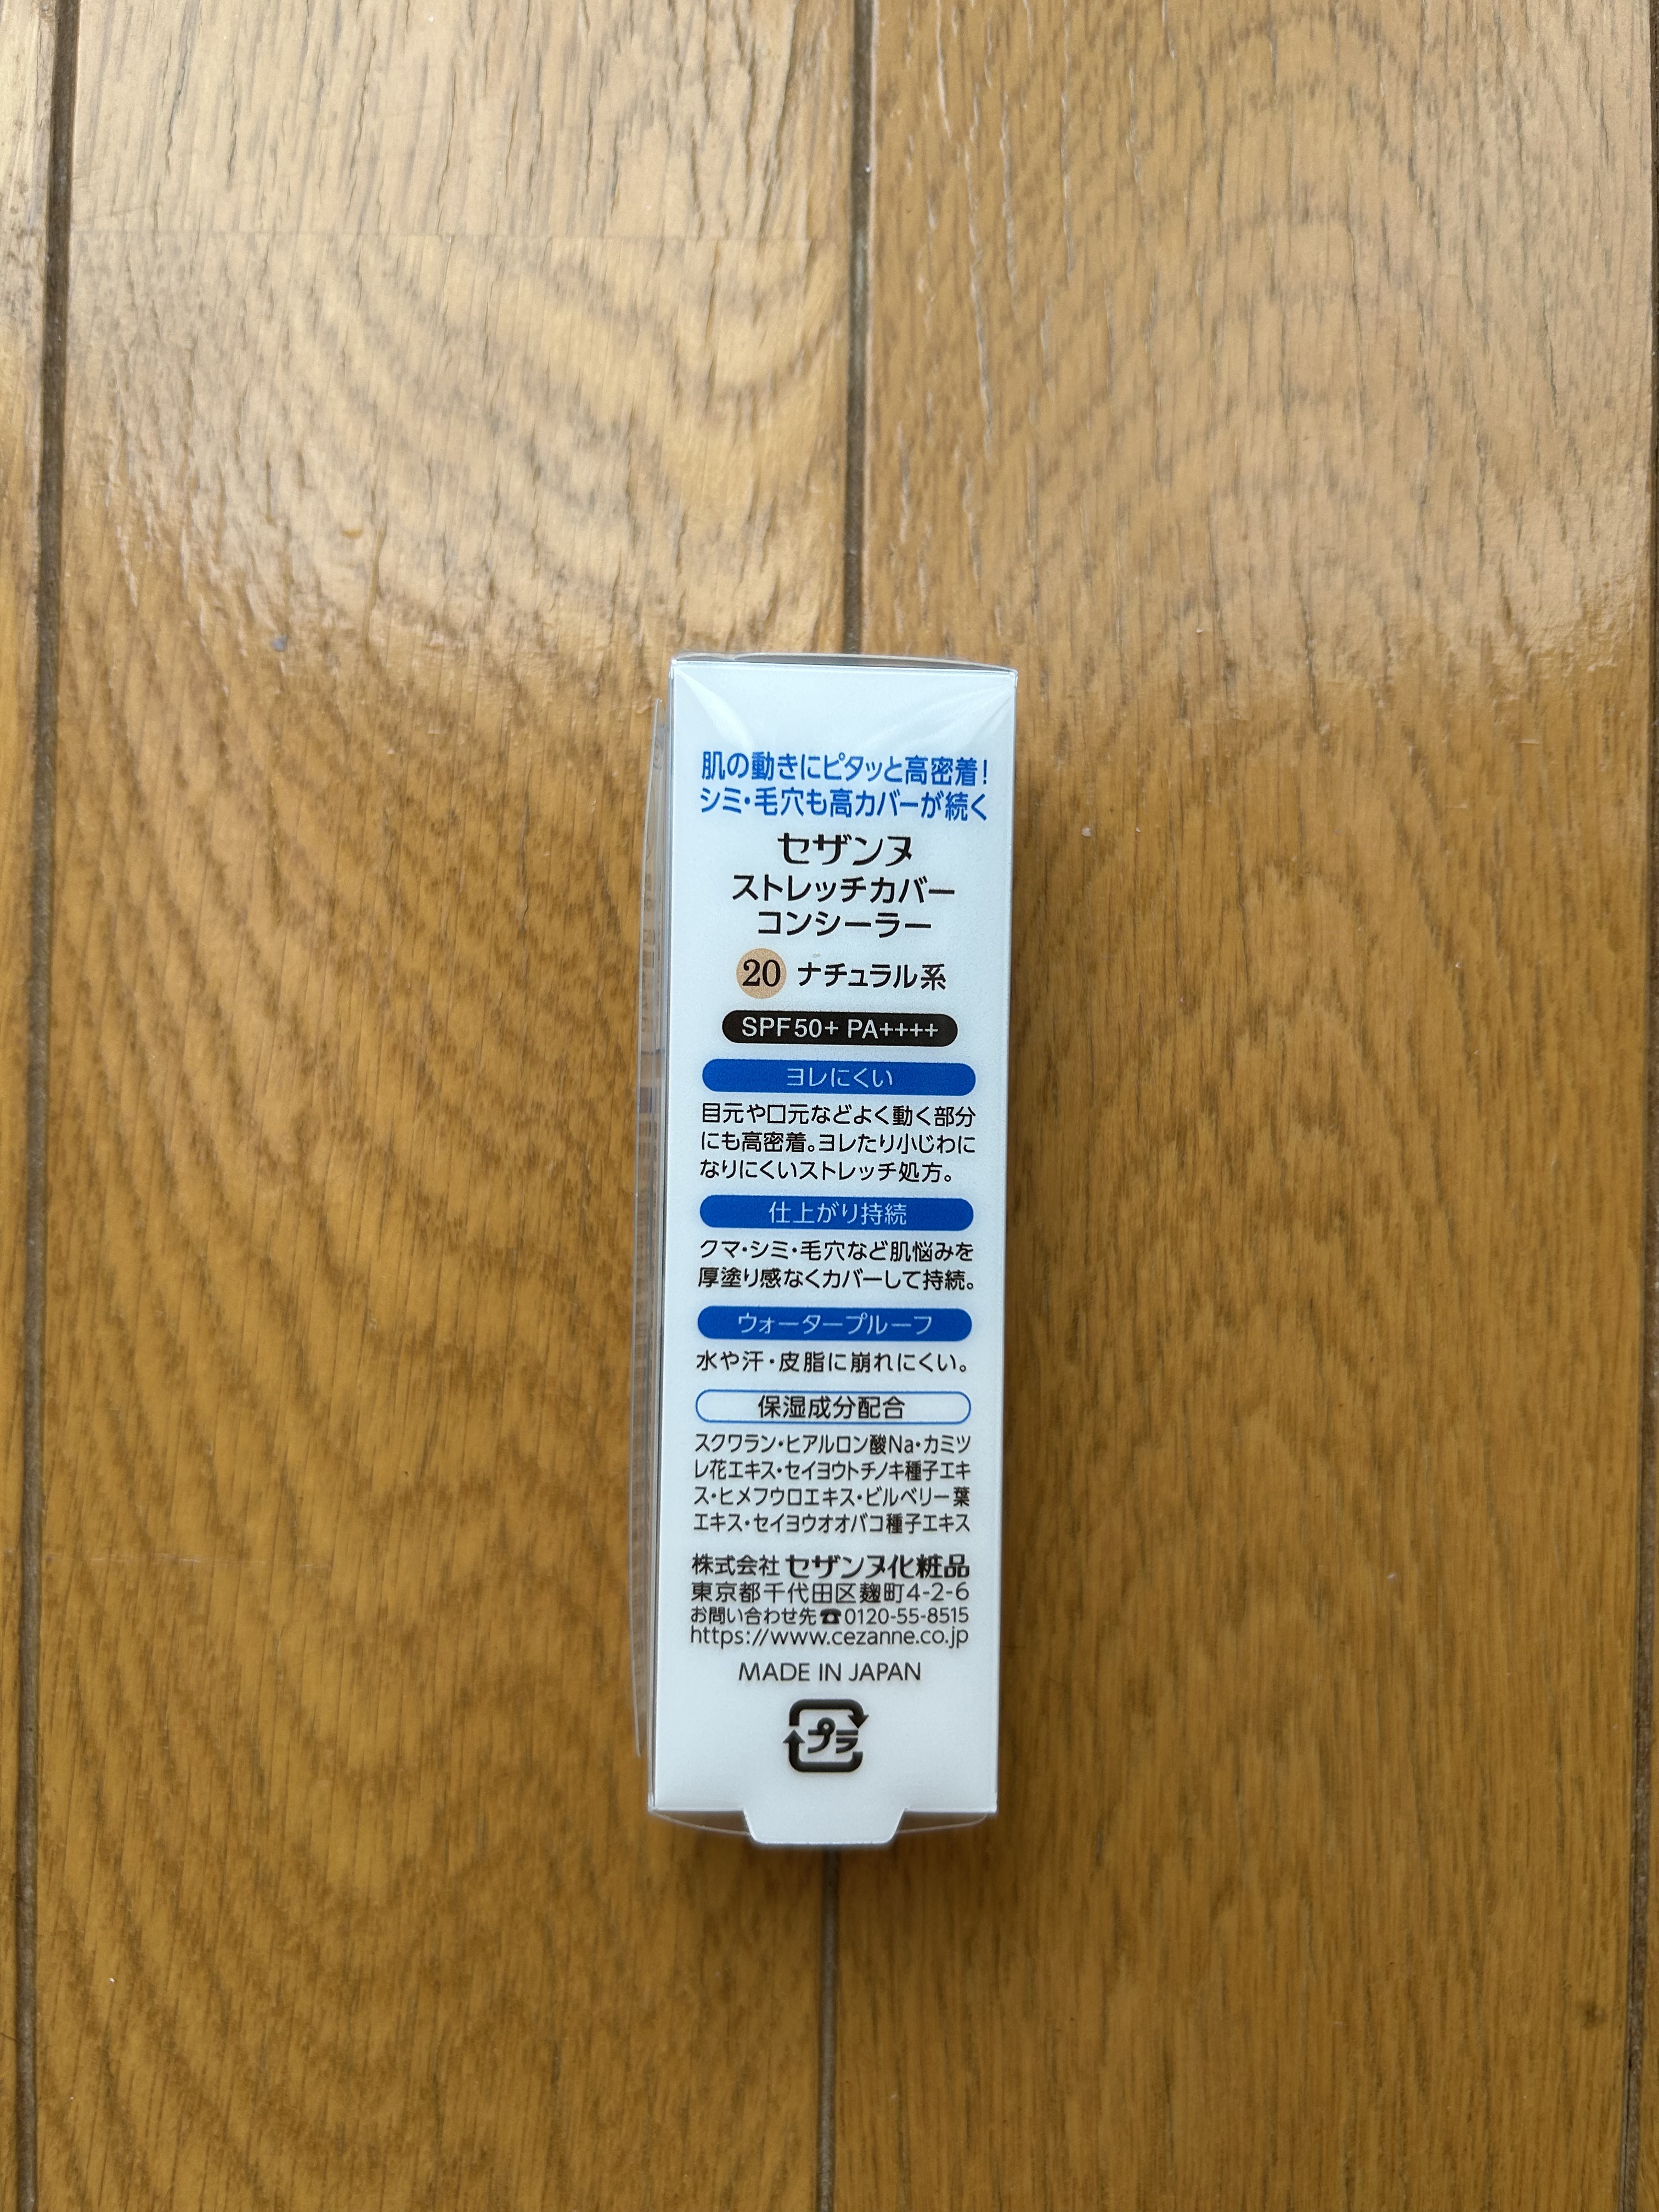 肌の動きにピタッと高密着!
シミ・毛穴も高カバーが続く
セザンヌ
ストレッチカバー
コンシーラー
20 ナチュラル系
SPF50+ PA++++
ヨレにくい
目元や口元などよく動く部分
にも高密着。ヨレたり小じわに
なりにくいストレッチ処方。
仕上がり持続
クマ・シミ・毛穴など肌悩みを
厚塗り感なくカバーして持続。
ウォータープルーフ
水や汗・皮脂に崩れにくい。
保湿成分配合
スクワラン・ヒアルロン酸Na・カミツ
レ花エキス・セイヨウトチノキ種子エキ
ス・ヒメフウロエキス・ビルベリー葉
エキス・セイヨウオオバコ種子エキス
株式会社 セザンヌ化粧品
東京都千代田区麹町4-2-6
お問い合わせ先☎0120-55-8515
https://www.cezanne.co.jp
MADE IN JAPAN
プラ